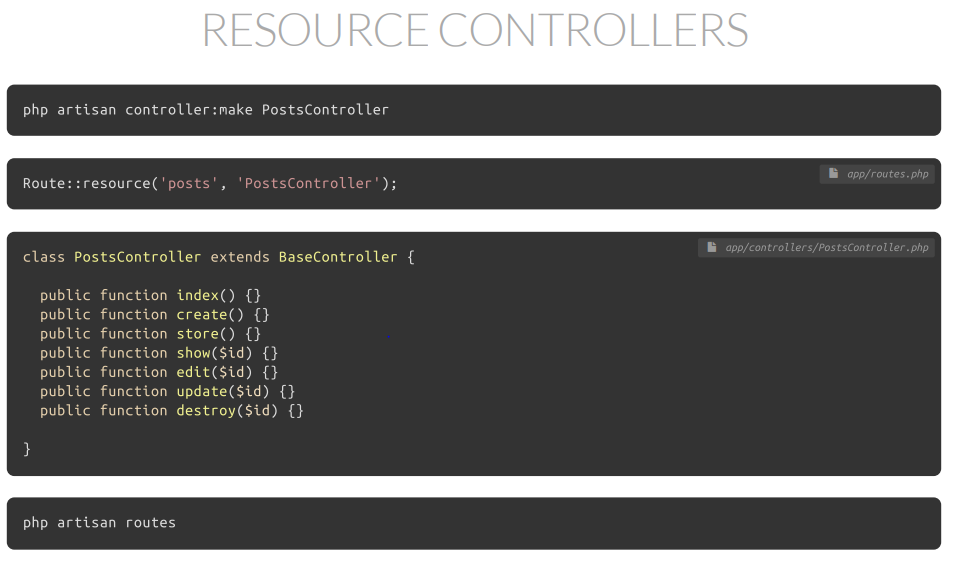 RESOURCE CONTROLLERS
php artisan controller:make PostsController
Route::resource('posts', 'PostsController');
app/routes.php
class PostsController extends BaseController {
app/controllers/PostsController.php
public function index() {}
public function create() {}
public function store() {}
public function show($id) {}
public function edit($id) {}
public function update($id) {}
public function destroy($id) {}
}
php artisan routes